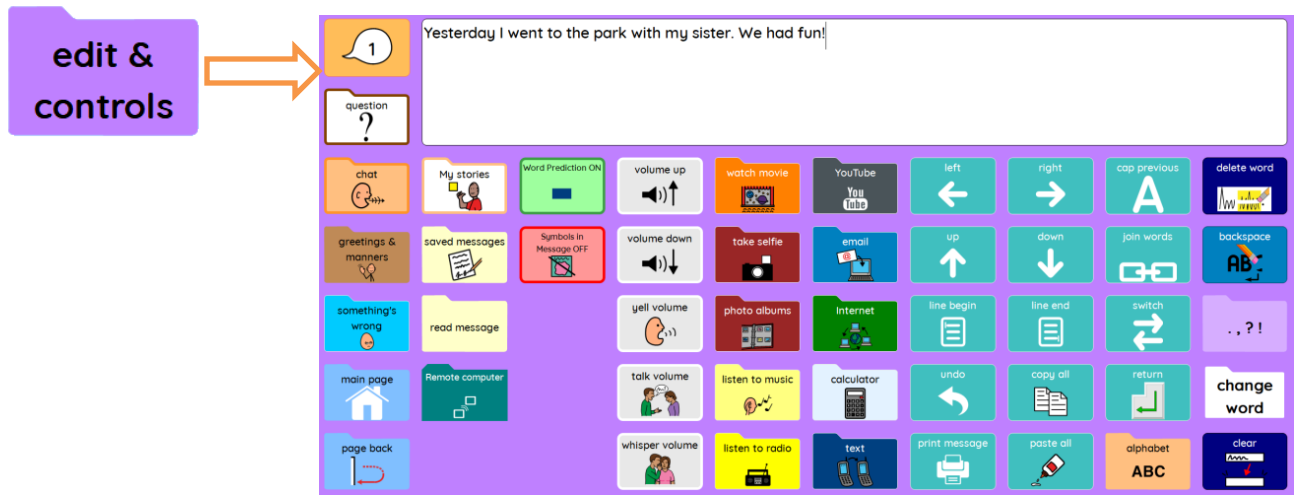 edit &
controls
1
Yesterday I went to the park with my sister. We had fun!
question
?
chat
My stories
Word Prediction ON
volume up
watch movie
YouTube
You
Tube
left
right
cap previous
A
delete word
greetings &
manners
saved messages
Symbols in
Message OFF
volume down
take selfie
email
@
up
down
join words
backspace
AB
something's
wrong
read message
yell volume
photo albums
Internet
line begin
line end
switch
. , ? !
main page
Remote computer
talk volume
listen to music
calculator
undo
copy all
return
change
word
page back
whisper volume
listen to radio
text
print message
paste all
alphabet
ABC
clear